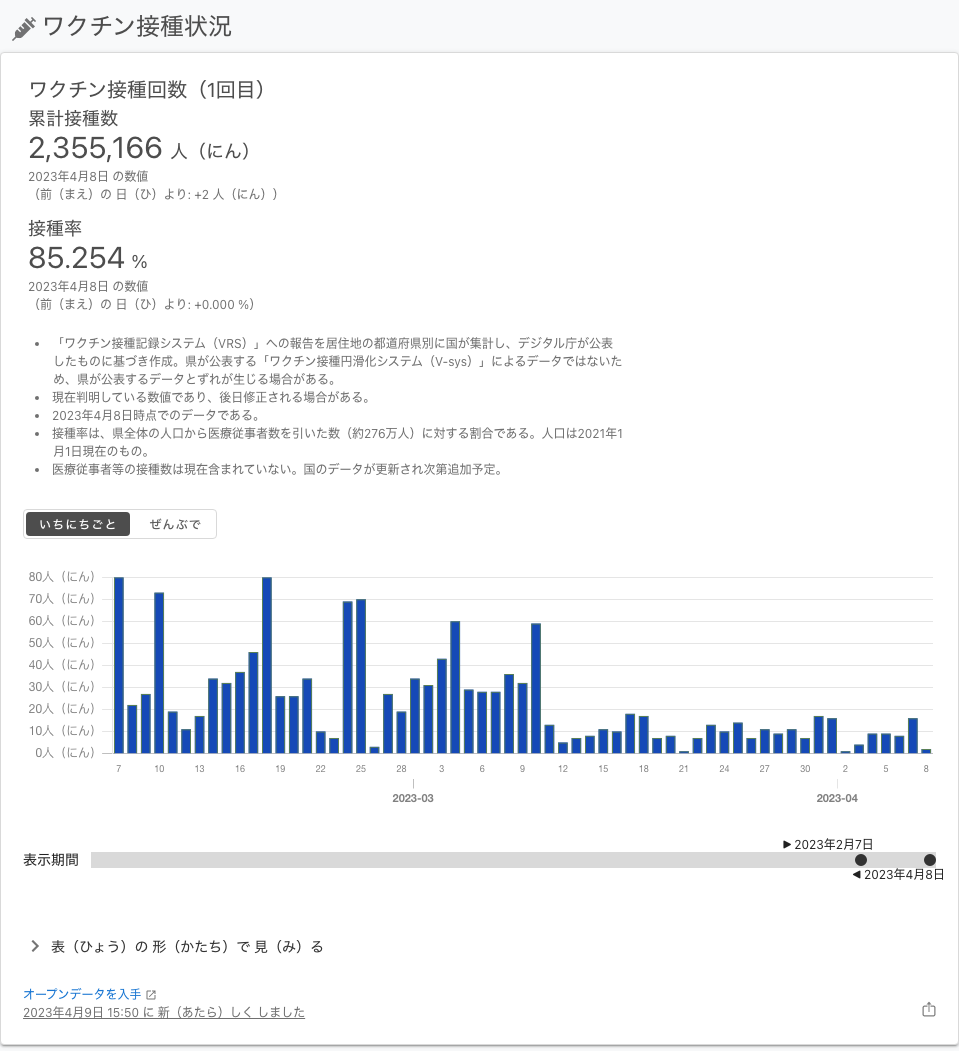 ワクチン接種状況
ワクチン接種回数（1回目）
累計接種数
2,355,166 人（にん）
2023年4月8日 の数値
（前（まえ）の 日（ひ）より: +2 人（にん））
接種率
85.254 %
2023年4月8日 の数値
（前（まえ）の 日（ひ）より: +0.000 %）
• 「ワクチン接種記録システム（VRS）」への報告を居住地の都道府県別に国が集計し、デジタル庁が公表
したものに基づき作成。県が公表する「ワクチン接種円滑化システム（V-sys）」によるデータではないた
め、県が公表するデータとずれが生じる場合がある。
• 現在判明している数値であり、後日修正される場合がある。
• 2023年4月8日時点でのデータである。
• 接種率は、県全体の人口から医療従事者数を引いた数（約276万人）に対する割合である。人口は2021年1
月1日現在のもの。
• 医療従事者等の接種数は現在含まれていない。国のデータが更新され次第追加予定。
いちにちごと ぜんぶで
80人（にん）
70人（にん）
60人（にん）
50人（にん）
40人（にん）
30人（にん）
20人（にん）
10人（にん）
0人（にん）
7 10 13 16 19 22 25 28 3 6 9 12 15 18 21 24 27 30 2 5 8
2023-03 2023-04
▶ 2023年2月7日
表示期間
◀ 2023年4月8日
表（ひょう）の 形（かたち）で 見（み）る
オープンデータを入手
2023年4月9日 15:50 に 新（あたら）しく しました